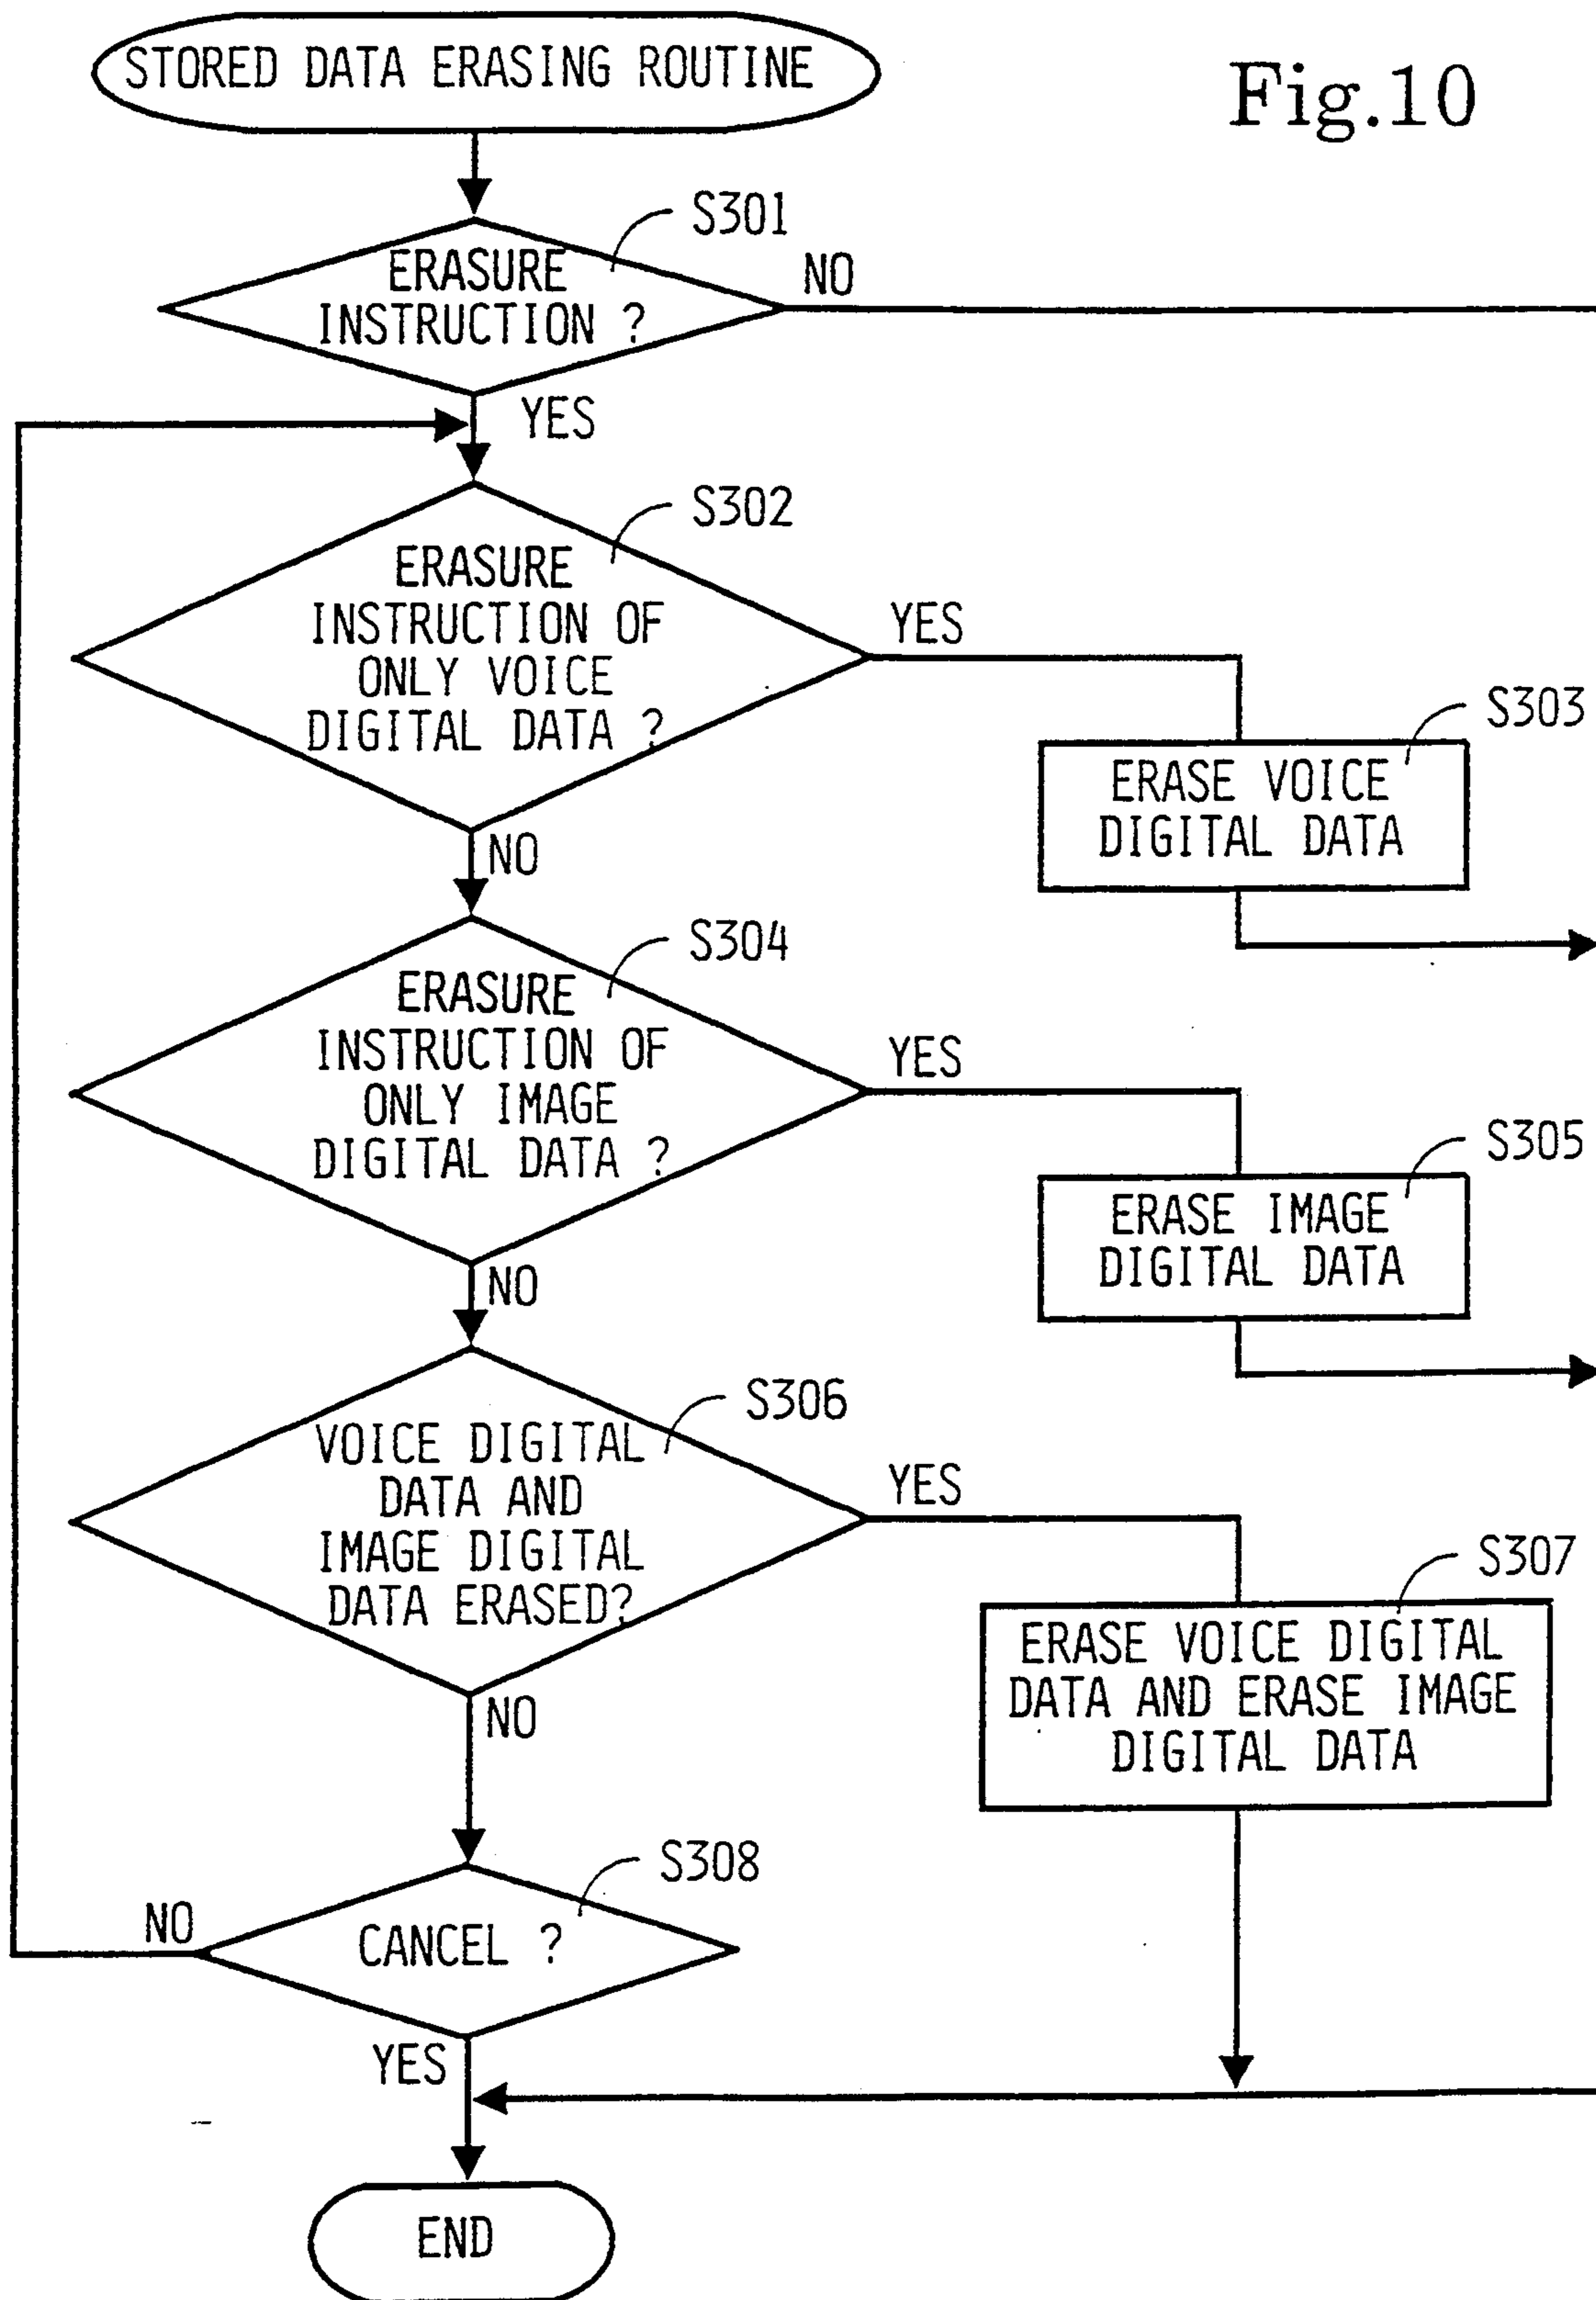 STORED DATA ERASING ROUTINE
Fig.10
S301
ERASURE
INSTRUCTION ?
NO
YES
S302
ERASURE
INSTRUCTION OF
ONLY VOICE
DIGITAL DATA ?
YES
S303
ERASE VOICE
DIGITAL DATA
NO
S304
ERASURE
INSTRUCTION OF
ONLY IMAGE
DIGITAL DATA ?
YES
S305
ERASE IMAGE
DIGITAL DATA
NO
S306
VOICE DIGITAL
DATA AND
IMAGE DIGITAL
DATA ERASED?
YES
S307
ERASE VOICE DIGITAL
DATA AND ERASE IMAGE
DIGITAL DATA
NO
S308
CANCEL ?
NO
YES
END